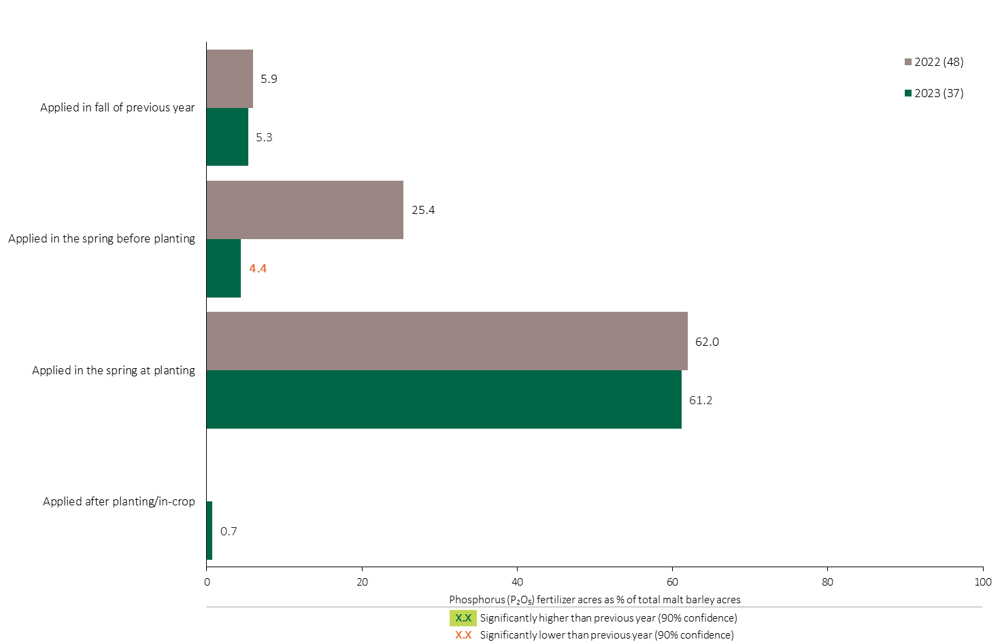 2022 (48)
2023 (37)
Applied in fall of previous year
5.9
5.3
Applied in the spring before planting
25.4
4.4
Applied in the spring at planting
62.0
61.2
Applied after planting/in-crop
0.7
0 20 40 60 80 100
Phosphorus (P₂O₅) fertilizer acres as % of total malt barley acres
X.X Significantly higher than previous year (90% confidence)
X.X Significantly lower than previous year (90% confidence)